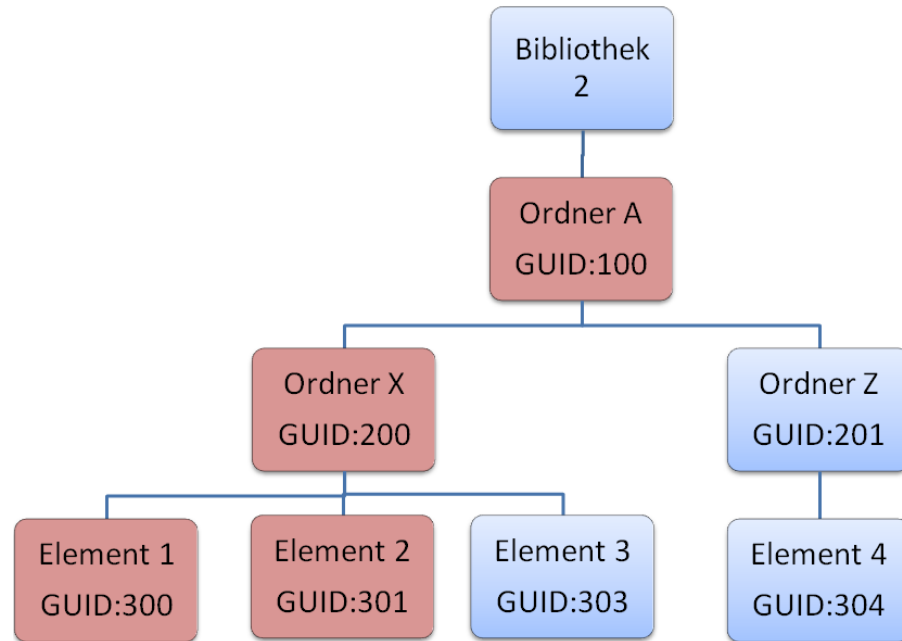 Bibliothek
2
Ordner A
GUID:100
Ordner X
GUID:200
Ordner Z
GUID:201
Element 1
GUID:300
Element 2
GUID:301
Element 3
GUID:303
Element 4
GUID:304